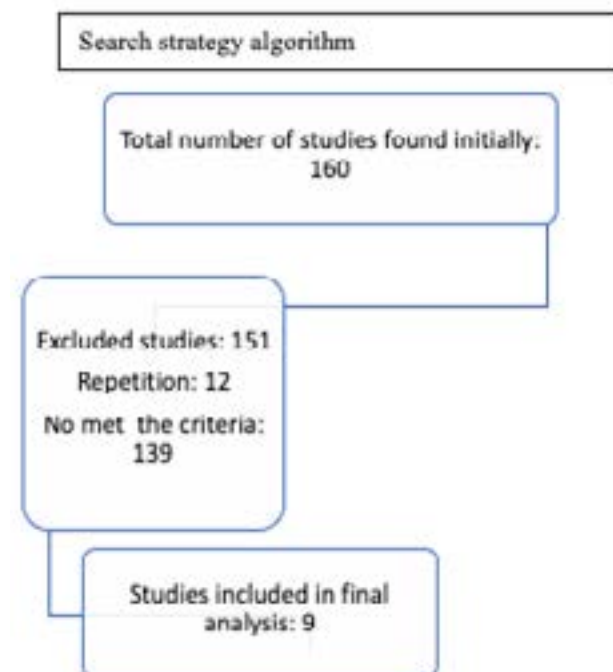 Search strategy algorithm
Total number of studies found initially:
160
Excluded studies: 151
Repetition: 12
No met the criteria:
139
Studies included in final
analysis: 9